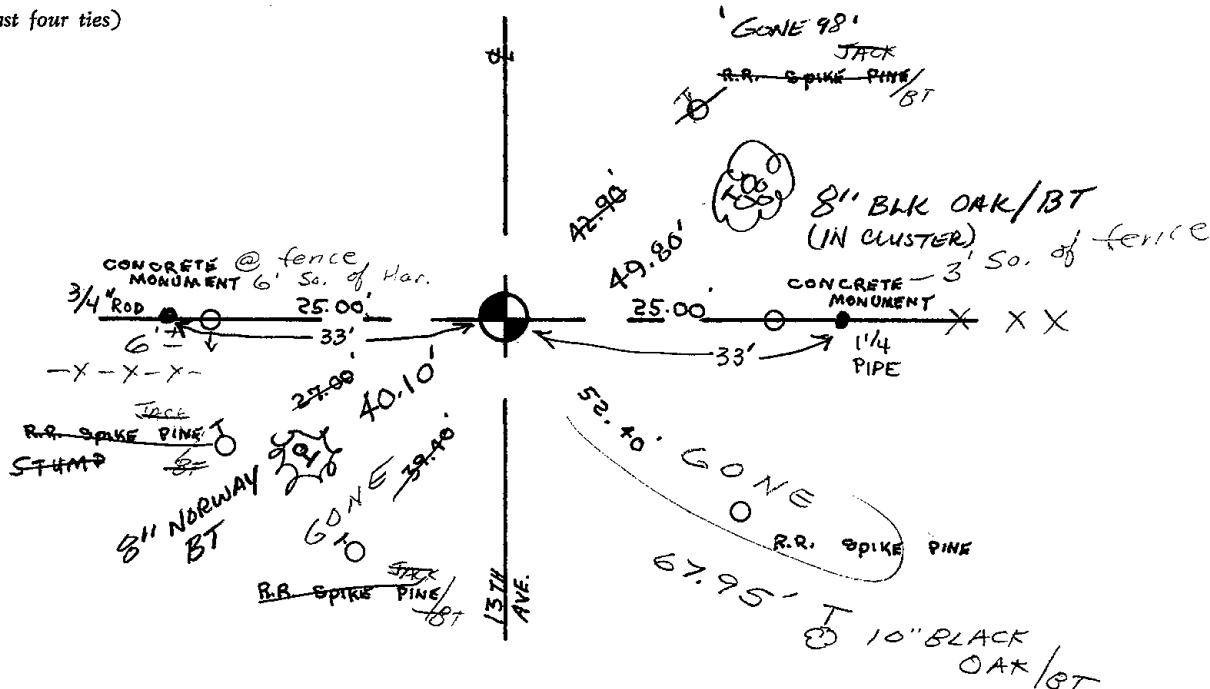 ast four ties)
℄
'GONE 98'
JACK
R.R. SPIKE PINE/BT
42.90'
49.80'
8" BLK OAK/BT
(IN CLUSTER)
CONCRETE MONUMENT
@ fence
6' So. of Har.
3/4" ROD
25.00'
33'
6'
-X-X-X-
CONCRETE MONUMENT
3' So. of fence
25.00'
33'
1 1/4
PIPE
X X X
27.00'
40.10'
JACK
R.R. SPIKE PINE
STUMP
8" NORWAY
BT
GONE
39.40'
JACK
R.R. SPIKE PINE/BT
13TH
AVE.
52.40'
GONE
R.R. SPIKE PINE
67.95'
10" BLACK
OAK/BT